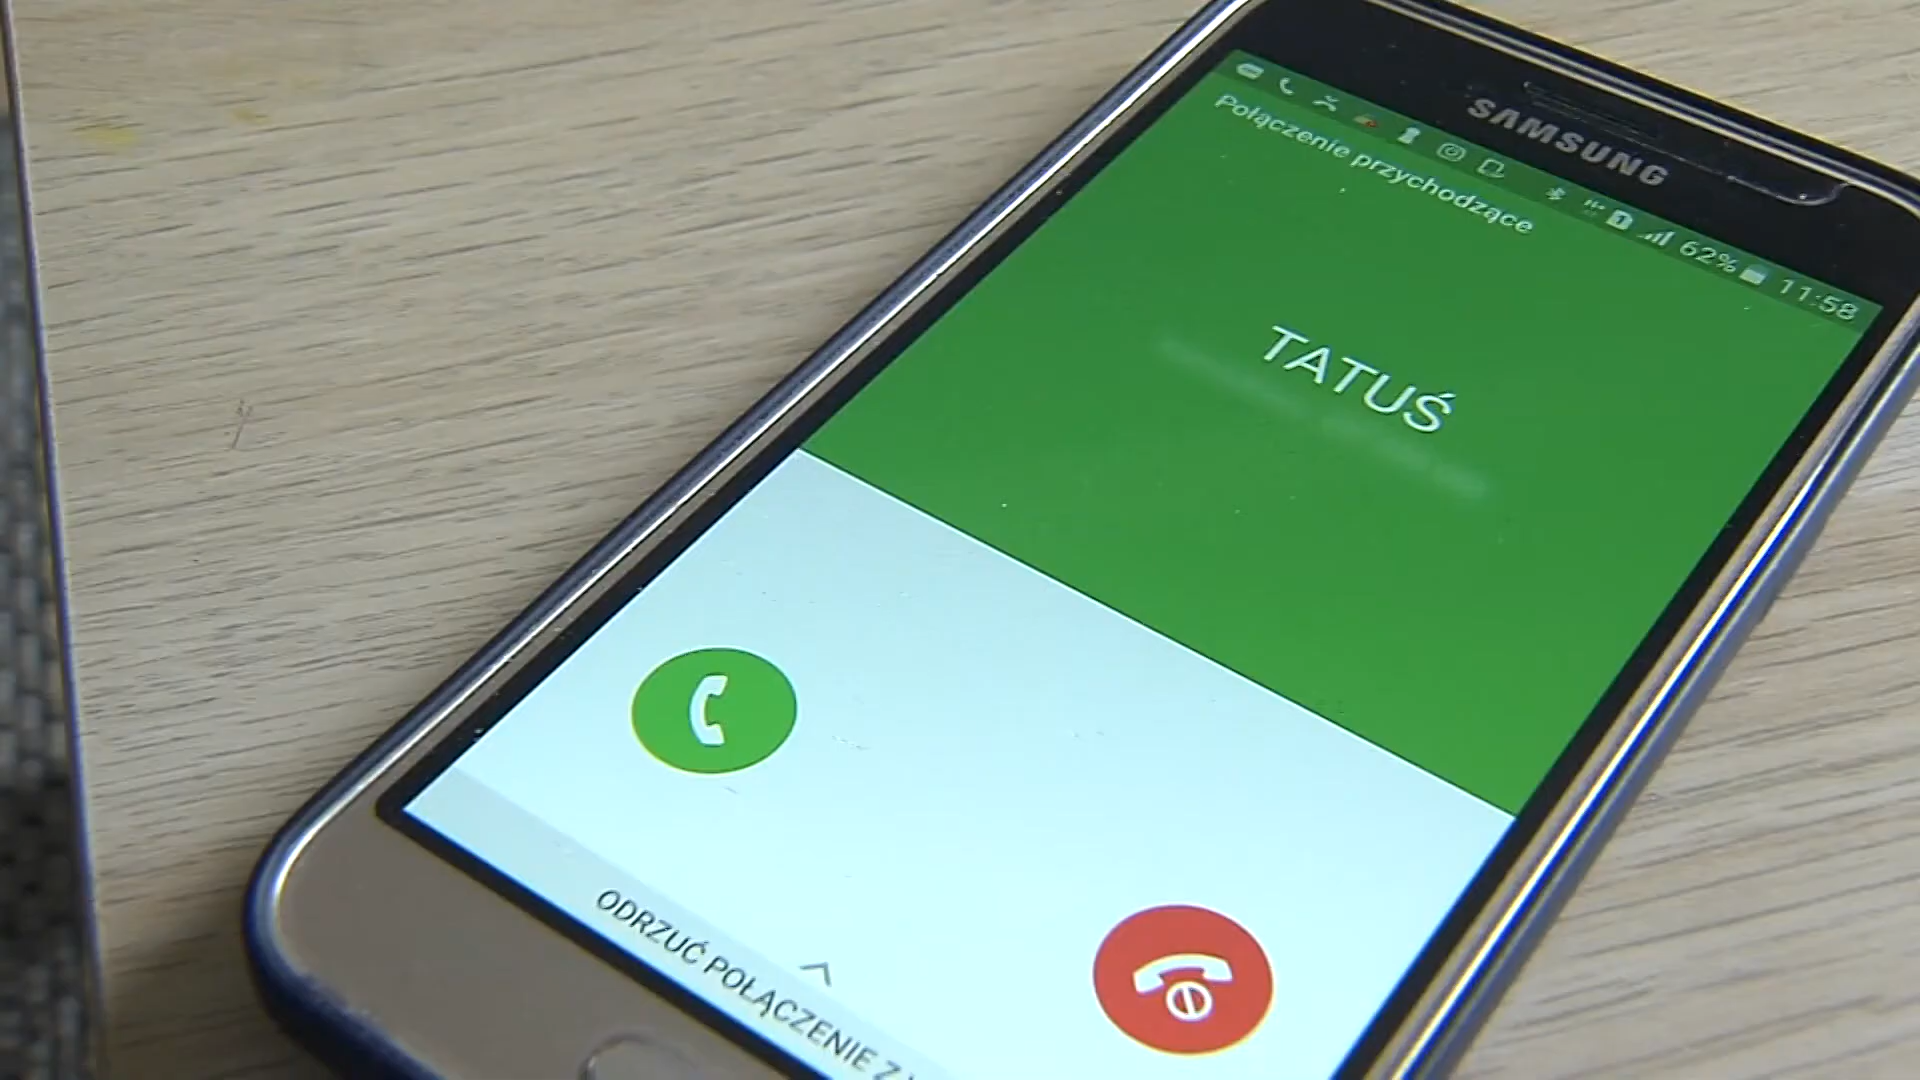 SAMSUNG
62% 11:58
Połączenie przychodzące
TATUŚ
ODRZUĆ POŁĄCZENIE Z